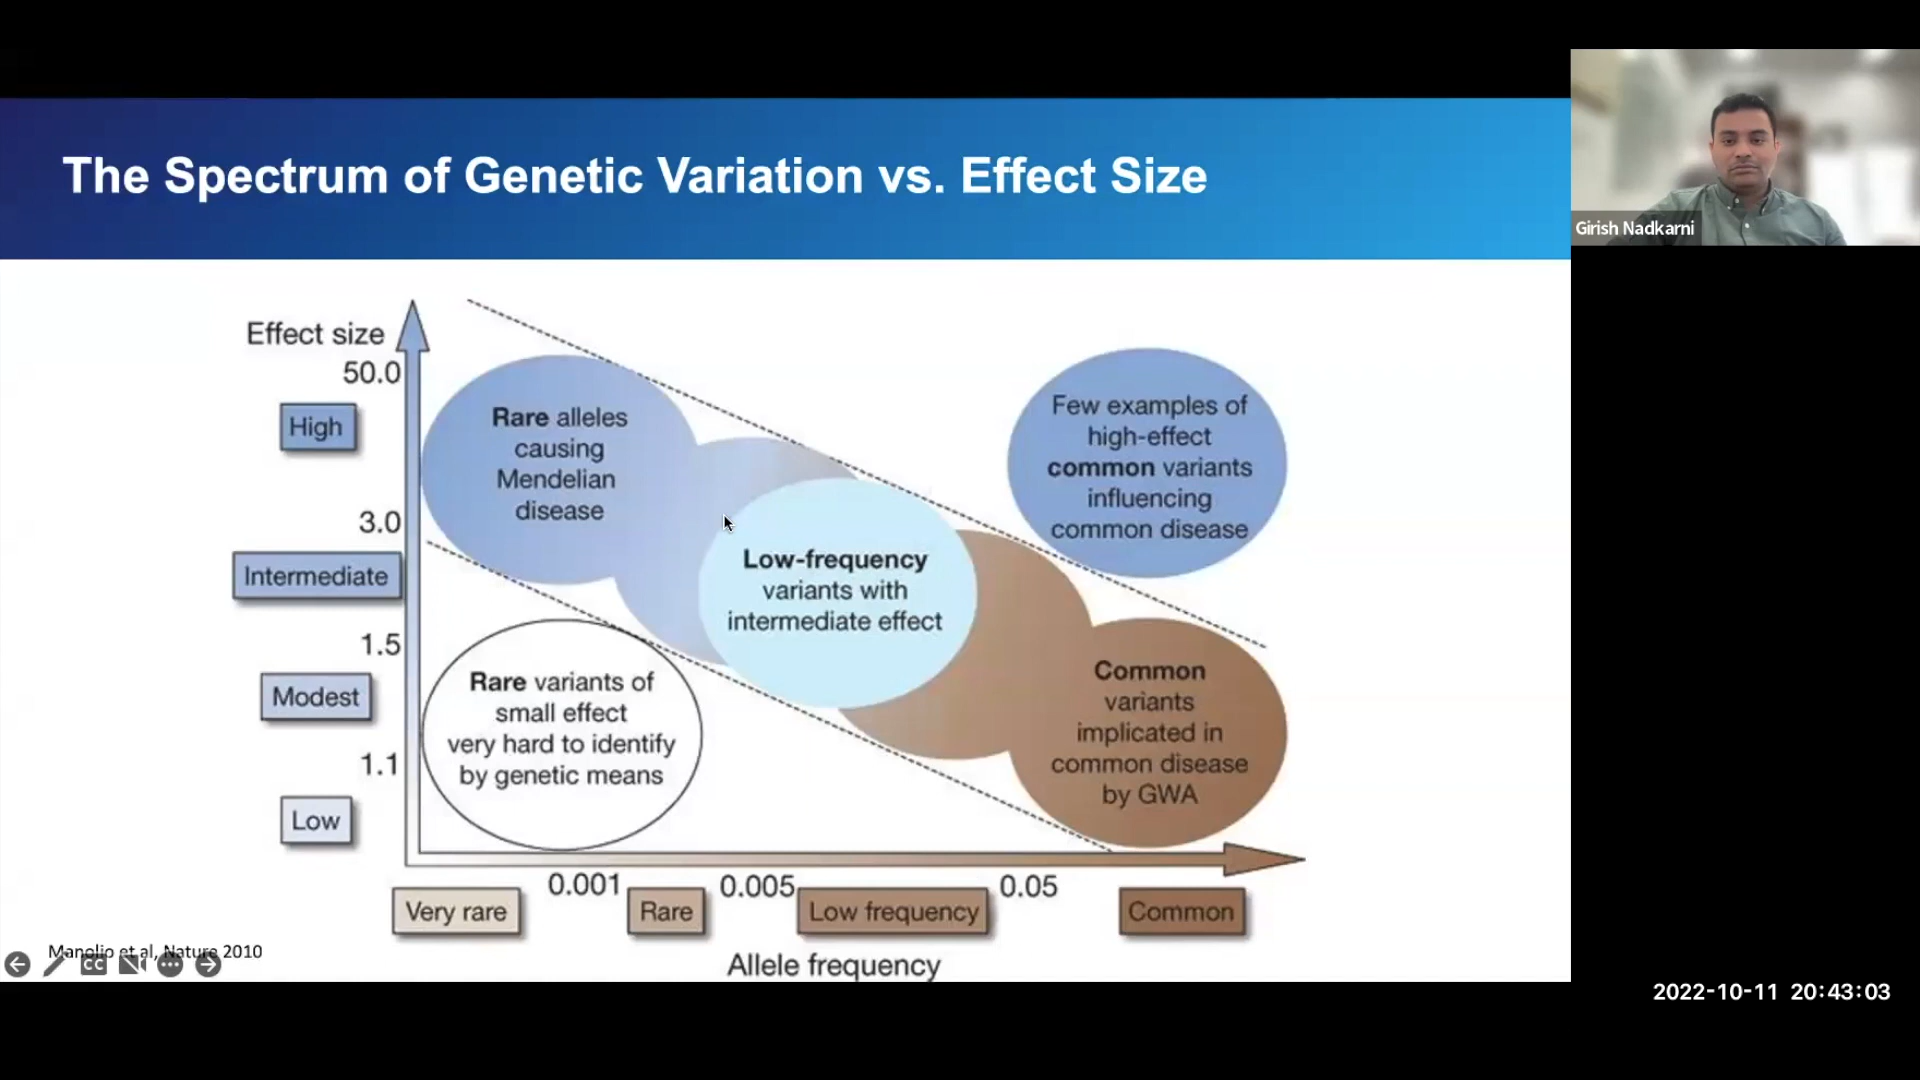 The Spectrum of Genetic Variation vs. Effect Size
Girish Nadkarni
Effect size
50.0
High
3.0
Intermediate
1.5
Modest
1.1
Low
Rare alleles
causing
Mendelian
disease
Few examples of
high-effect
common variants
influencing
common disease
Low-frequency
variants with
intermediate effect
Rare variants of
small effect
very hard to identify
by genetic means
Common
variants
implicated in
common disease
by GWA
0.001
0.005
0.05
Very rare
Rare
Low frequency
Common
Allele frequency
Manolio et al, Nature 2010
CC
2022-10-11 20:43:03